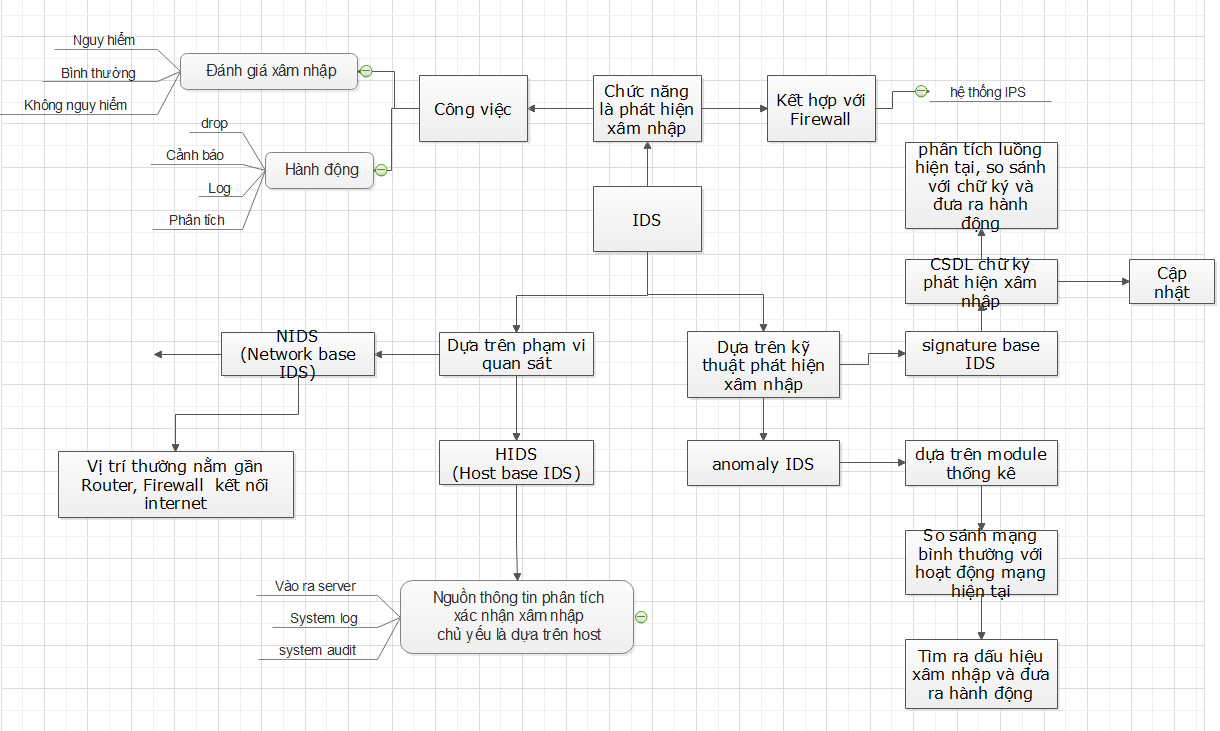 Nguy hiểm
Bình thường
Không nguy hiểm
Đánh giá xâm nhập
drop
Cảnh báo
Log
Phân tích
Hành động
Công việc
Chức năng
là phát hiện
xâm nhập
Kết hợp với
Firewall
hệ thống IPS
IDS
phân tích luồng
hiện tại, so sánh
với chữ ký và
đưa ra hành
động
CSDL chữ ký
phát hiện xâm
nhập
Cập
nhật
signature base
IDS
Dựa trên kỹ
thuật phát hiện
xâm nhập
Dựa trên phạm vi
quan sát
NIDS
(Network base
IDS)
Vị trí thường nằm gần
Router, Firewall  kết nối
internet
HIDS
(Host base IDS)
anomaly IDS
dựa trên module
thống kê
So sánh mạng
bình thường với
hoạt động mạng
hiện tại
Tìm ra dấu hiệu
xâm nhập và đưa
ra hành động
Vào ra server
System log
system audit
Nguồn thông tin phân tích
xác nhận xâm nhập
chủ yếu là dựa trên host